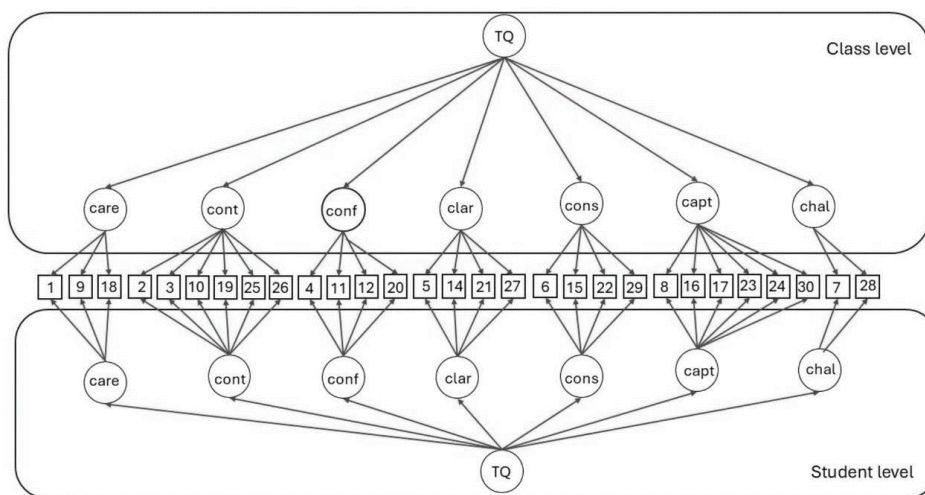 TQ
Class level
care cont conf clar cons capt chal
1 9 18 2 3 10 19 25 26 4 11 12 20 5 14 21 27 6 15 22 29 8 16 17 23 24 30 7 28
care cont conf clar cons capt chal
TQ
Student level